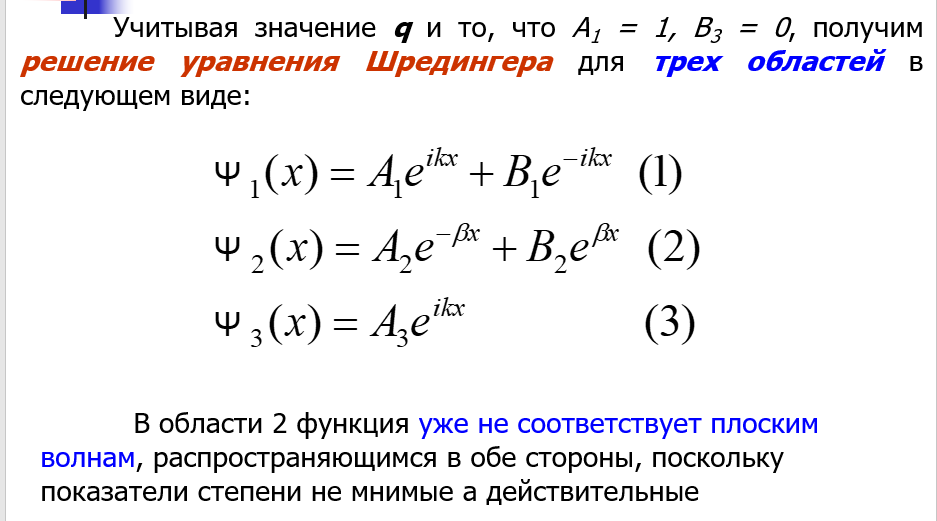 Учитывая значение q и то, что A₁ = 1, B₃ = 0, получим
решение уравнения Шредингера для трех областей в
следующем виде:
Ψ₁(x) = A₁e^{ikx} + B₁e^{−ikx} (1)
Ψ₂(x) = A₂e^{−βx} + B₂e^{βx} (2)
Ψ₃(x) = A₃e^{ikx} (3)
В области 2 функция уже не соответствует плоским
волнам, распространяющимся в обе стороны, поскольку
показатели степени не мнимые а действительные